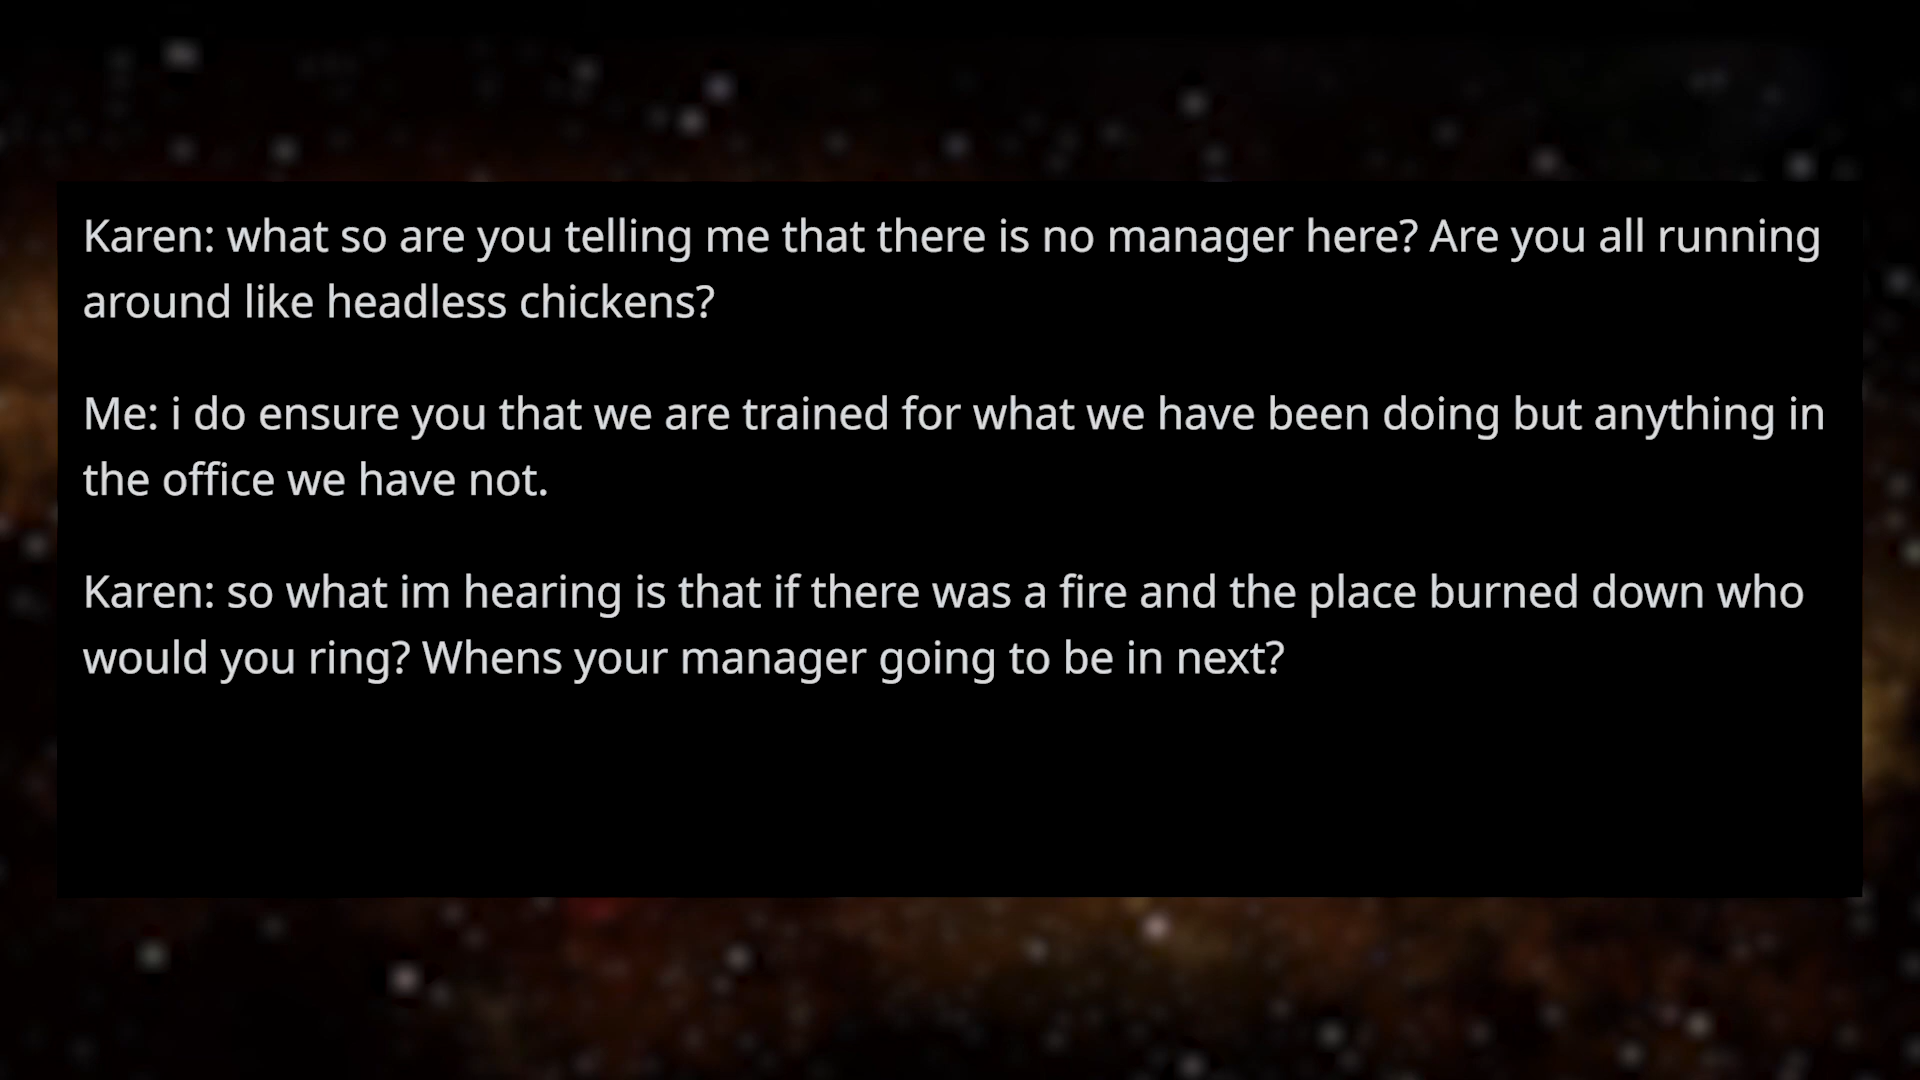 Karen: what so are you telling me that there is no manager here? Are you all running
around like headless chickens?
Me: i do ensure you that we are trained for what we have been doing but anything in
the office we have not.
Karen: so what im hearing is that if there was a fire and the place burned down who
would you ring? Whens your manager going to be in next?